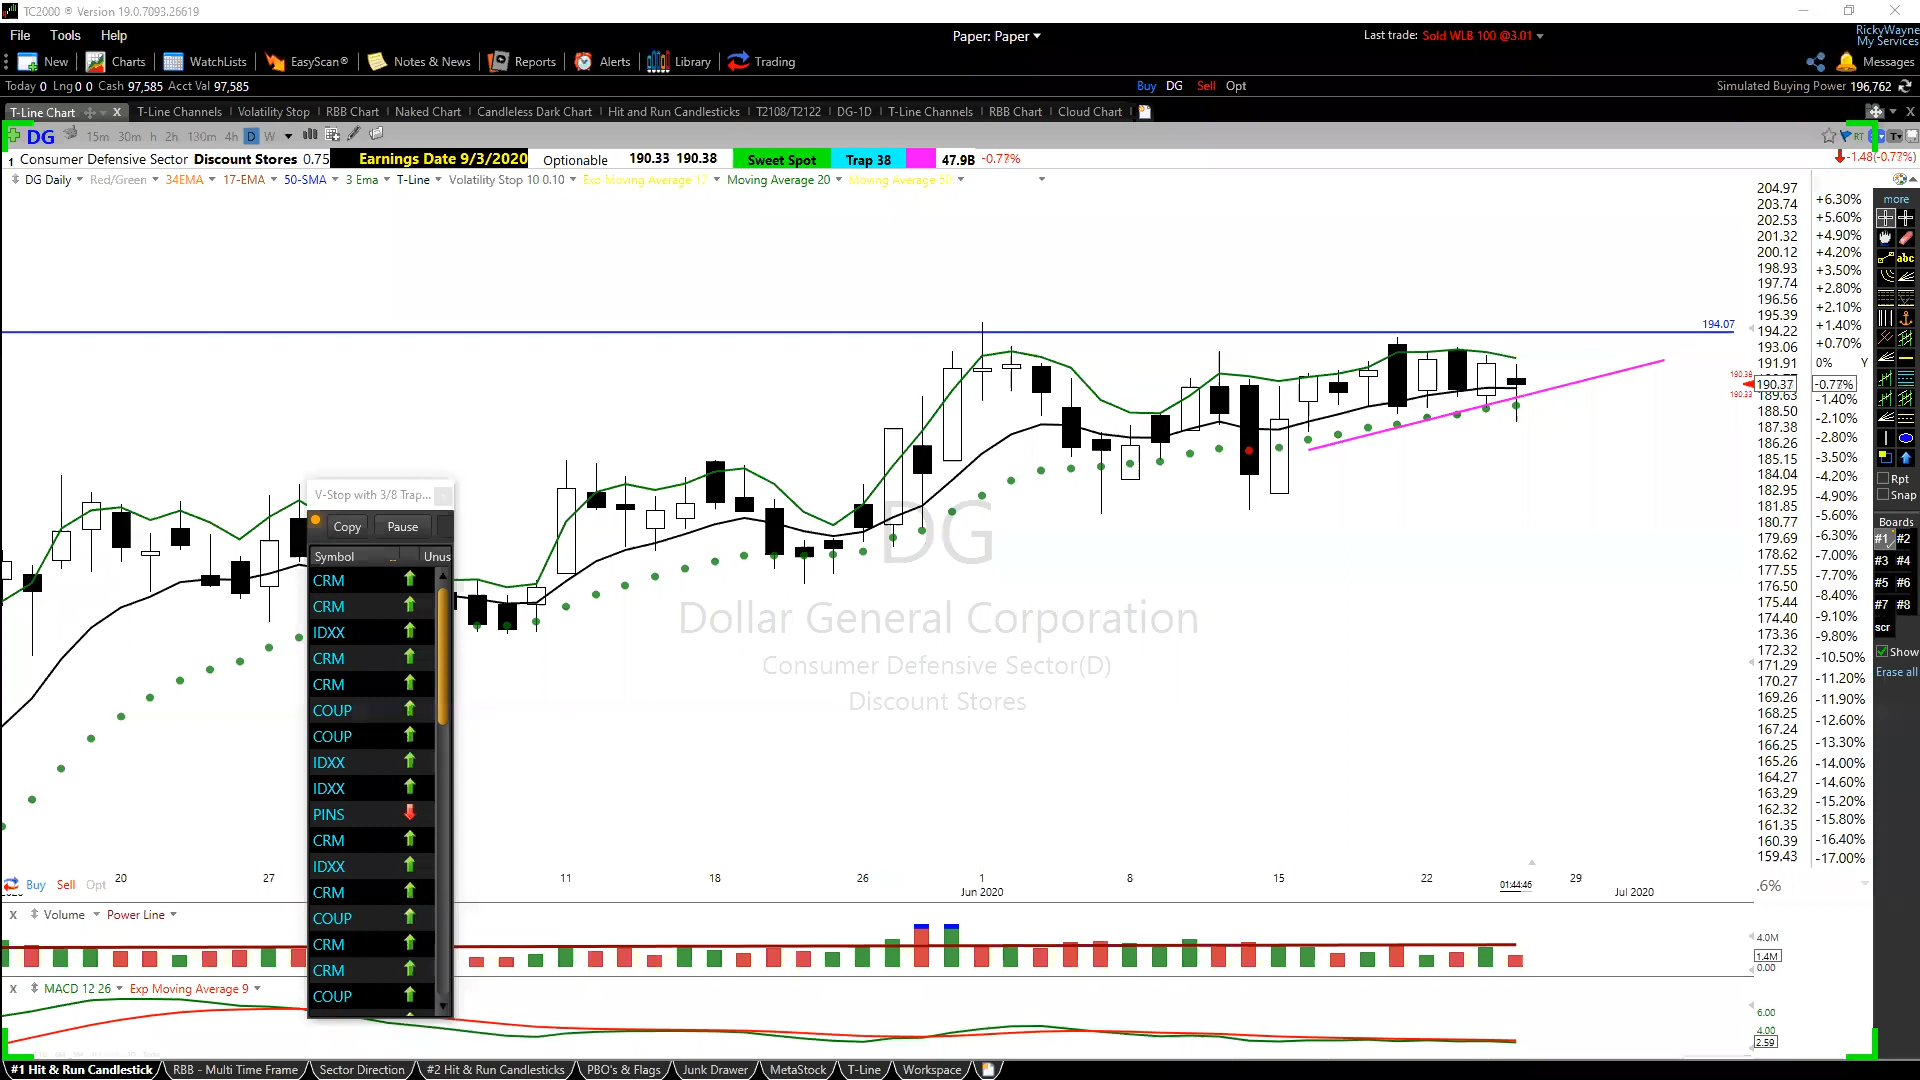 TC2000 ® Version 19.0.7093.26619
File Tools Help
Paper: Paper
Last trade: Sold WLB 100 @3.01
RickyWayne
My Services
New Charts WatchLists EasyScan® Notes & News Reports Alerts Library Trading
Messages
Today 0 Lng 0 0 Cash 97,585 Acct Val 97,585
Buy DG Sell Opt
Simulated Buying Power 196,762
T-Line Chart X T-Line Channels Volatility Stop RBB Chart Naked Chart Candleless Dark Chart Hit and Run Candlesticks T2108/T2122 DG-1D T-Line Channels RBB Chart Cloud Chart X
DG 15m 30m h 2h 130m 4h D W
RT T
1 Consumer Defensive Sector Discount Stores 0.75 Earnings Date 9/3/2020 Optionable 190.33 190.38 Sweet Spot Trap 38 47.9B -0.77%
-1.48(-0.77%)
DG Daily Red/Green 34EMA 17-EMA 50-SMA 3 Ema T-Line Volatility Stop 10 0.10 Exp Moving Average 17 Moving Average 20 Moving Average 50
more
abc
Rpt
Snap
Boards
#1 #2
#3 #4
#5 #6
#7 #8
scr
Show
Erase all
204.97
203.74
202.53
201.32
200.12
198.93
197.74
196.56
195.39
194.22
193.06
191.91
190.37
189.63
188.50
187.38
186.26
185.15
184.04
182.95
181.85
180.77
179.69
178.62
177.55
176.50
175.44
174.40
173.36
172.32
171.29
170.27
169.26
168.25
167.24
166.25
165.26
164.27
163.29
162.32
161.35
160.39
159.43
+6.30%
+5.60%
+4.90%
+4.20%
+3.50%
+2.80%
+2.10%
+1.40%
+0.70%
0% Y
-0.77%
-1.40%
-2.10%
-2.80%
-3.50%
-4.20%
-4.90%
-5.60%
-6.30%
-7.00%
-7.70%
-8.40%
-9.10%
-9.80%
-10.50%
-11.20%
-11.90%
-12.60%
-13.30%
-14.00%
-14.60%
-15.20%
-15.80%
-16.40%
-17.00%
194.07
190.38
190.33
DG
Dollar General Corporation
Consumer Defensive Sector(D)
Discount Stores
V-Stop with 3/8 Trap...
Copy Pause
Symbol Unus
CRM
CRM
IDXX
CRM
CRM
COUP
COUP
IDXX
IDXX
PINS
CRM
IDXX
CRM
COUP
CRM
CRM
COUP
Buy Sell Opt
20 27 11 18 26 1 8 15 22 01:44:46 29
Jun 2020 Jul 2020
.6%
X Volume Power Line
4.0M
1.4M
0.00
X MACD 12 26 Exp Moving Average 9
6.00
4.00
2.59
#1 Hit & Run Candlestick RBB - Multi Time Frame Sector Direction #2 Hit & Run Candlesticks PBO's & Flags Junk Drawer MetaStock T-Line Workspace